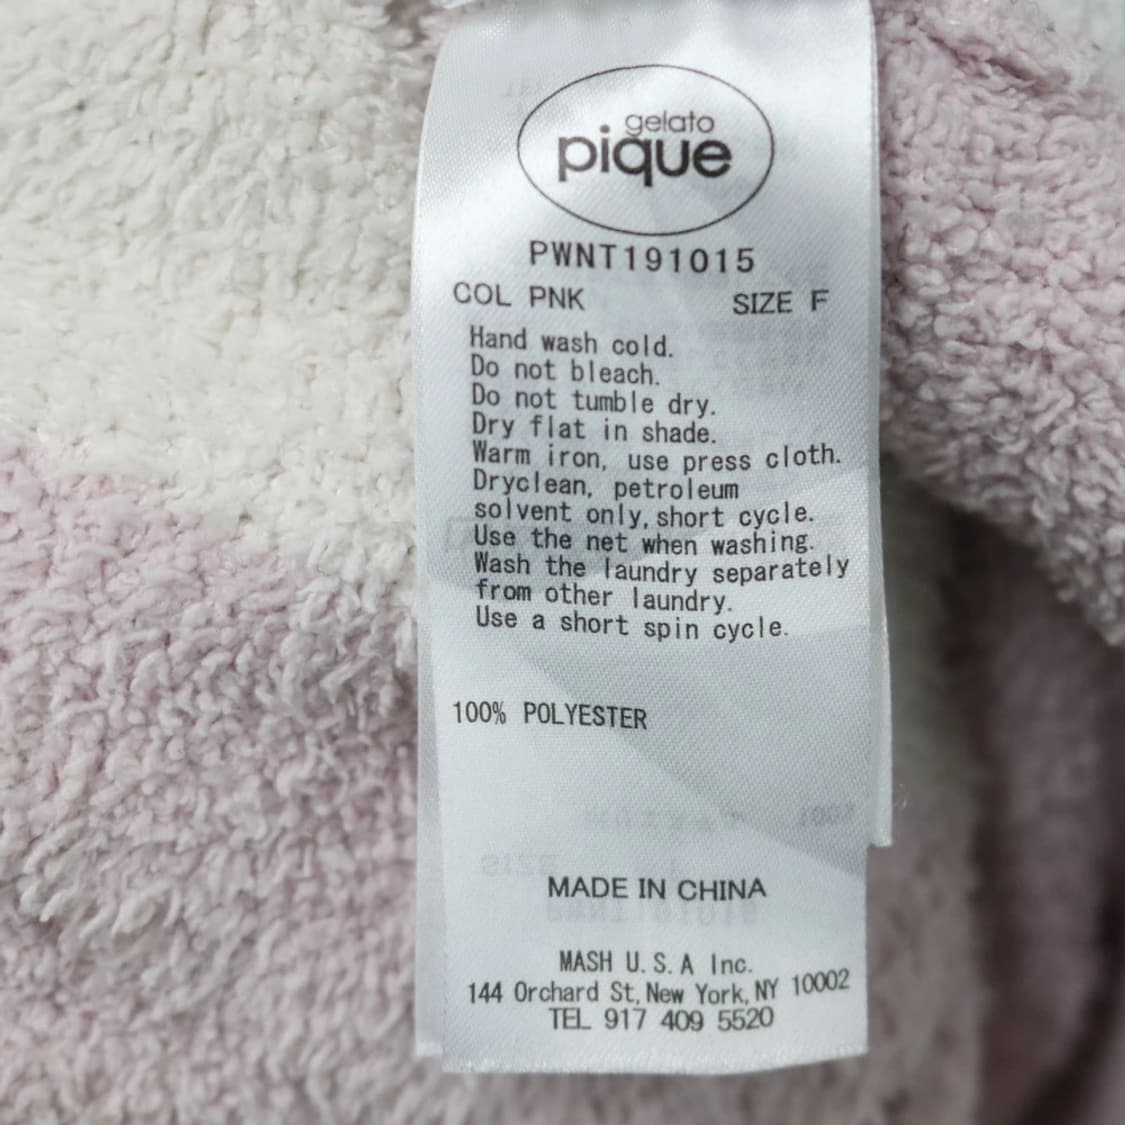 gelato
pique
PWNT191015
COL PNK SIZE F
Hand wash cold.
Do not bleach.
Do not tumble dry.
Dry flat in shade.
Warm iron, use press cloth.
Dryclean, petroleum
solvent only, short cycle.
Use the net when washing.
Wash the laundry separately
from other laundry.
Use a short spin cycle.
100% POLYESTER
MADE IN CHINA
MASH U.S.A Inc.
144 Orchard St, New York, NY 10002
TEL 917 409 5520